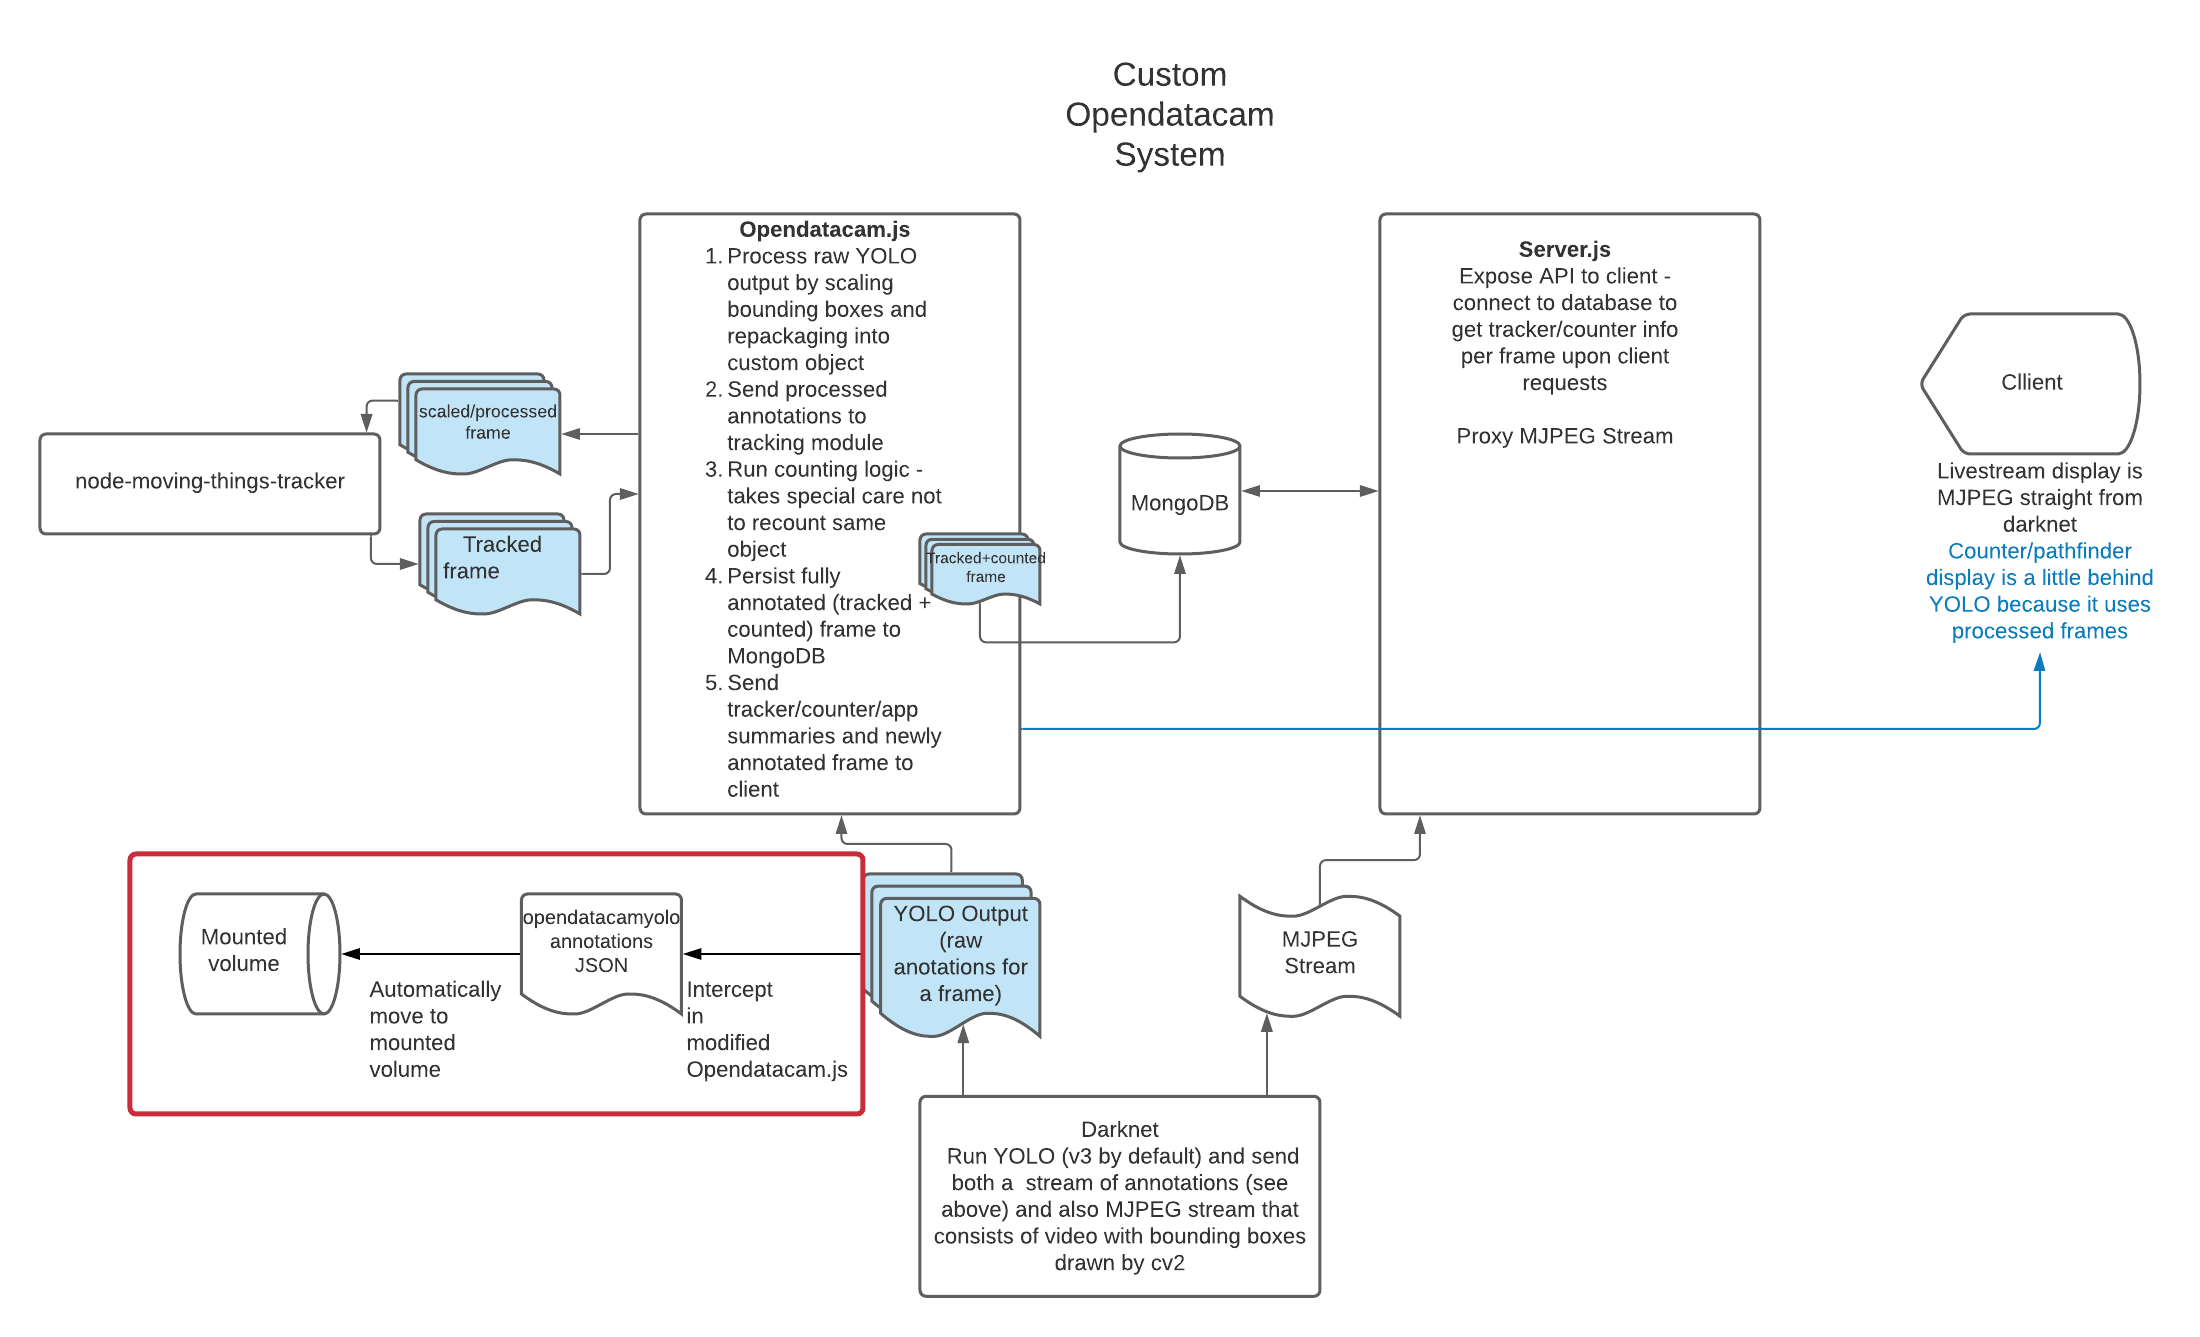 Custom
Opendatacam
System
Opendatacam.js
1. Process raw YOLO
output by scaling
bounding boxes and
repackaging into
custom object
2. Send processed
annotations to
tracking module
3. Run counting logic -
takes special care not
to recount same
object
4. Persist fully
annotated (tracked +
counted) frame to
MongoDB
5. Send
tracker/counter/app
summaries and newly
annotated frame to
client
Server.js
Expose API to client -
connect to database to
get tracker/counter info
per frame upon client
requests
Proxy MJPEG Stream
Cllient
Livestream display is
MJPEG straight from
darknet
Counter/pathfinder
display is a little behind
YOLO because it uses
processed frames
scaled/processed
frame
node-moving-things-tracker
Tracked
frame
MongoDB
Tracked+counted
frame
Mounted
volume
Automatically
move to
mounted
volume
opendatacamyolo
annotations
JSON
Intercept
in
modified
Opendatacam.js
YOLO Output
(raw
anotations for
a frame)
MJPEG
Stream
Darknet
Run YOLO (v3 by default) and send
both a stream of annotations (see
above) and also MJPEG stream that
consists of video with bounding boxes
drawn by cv2